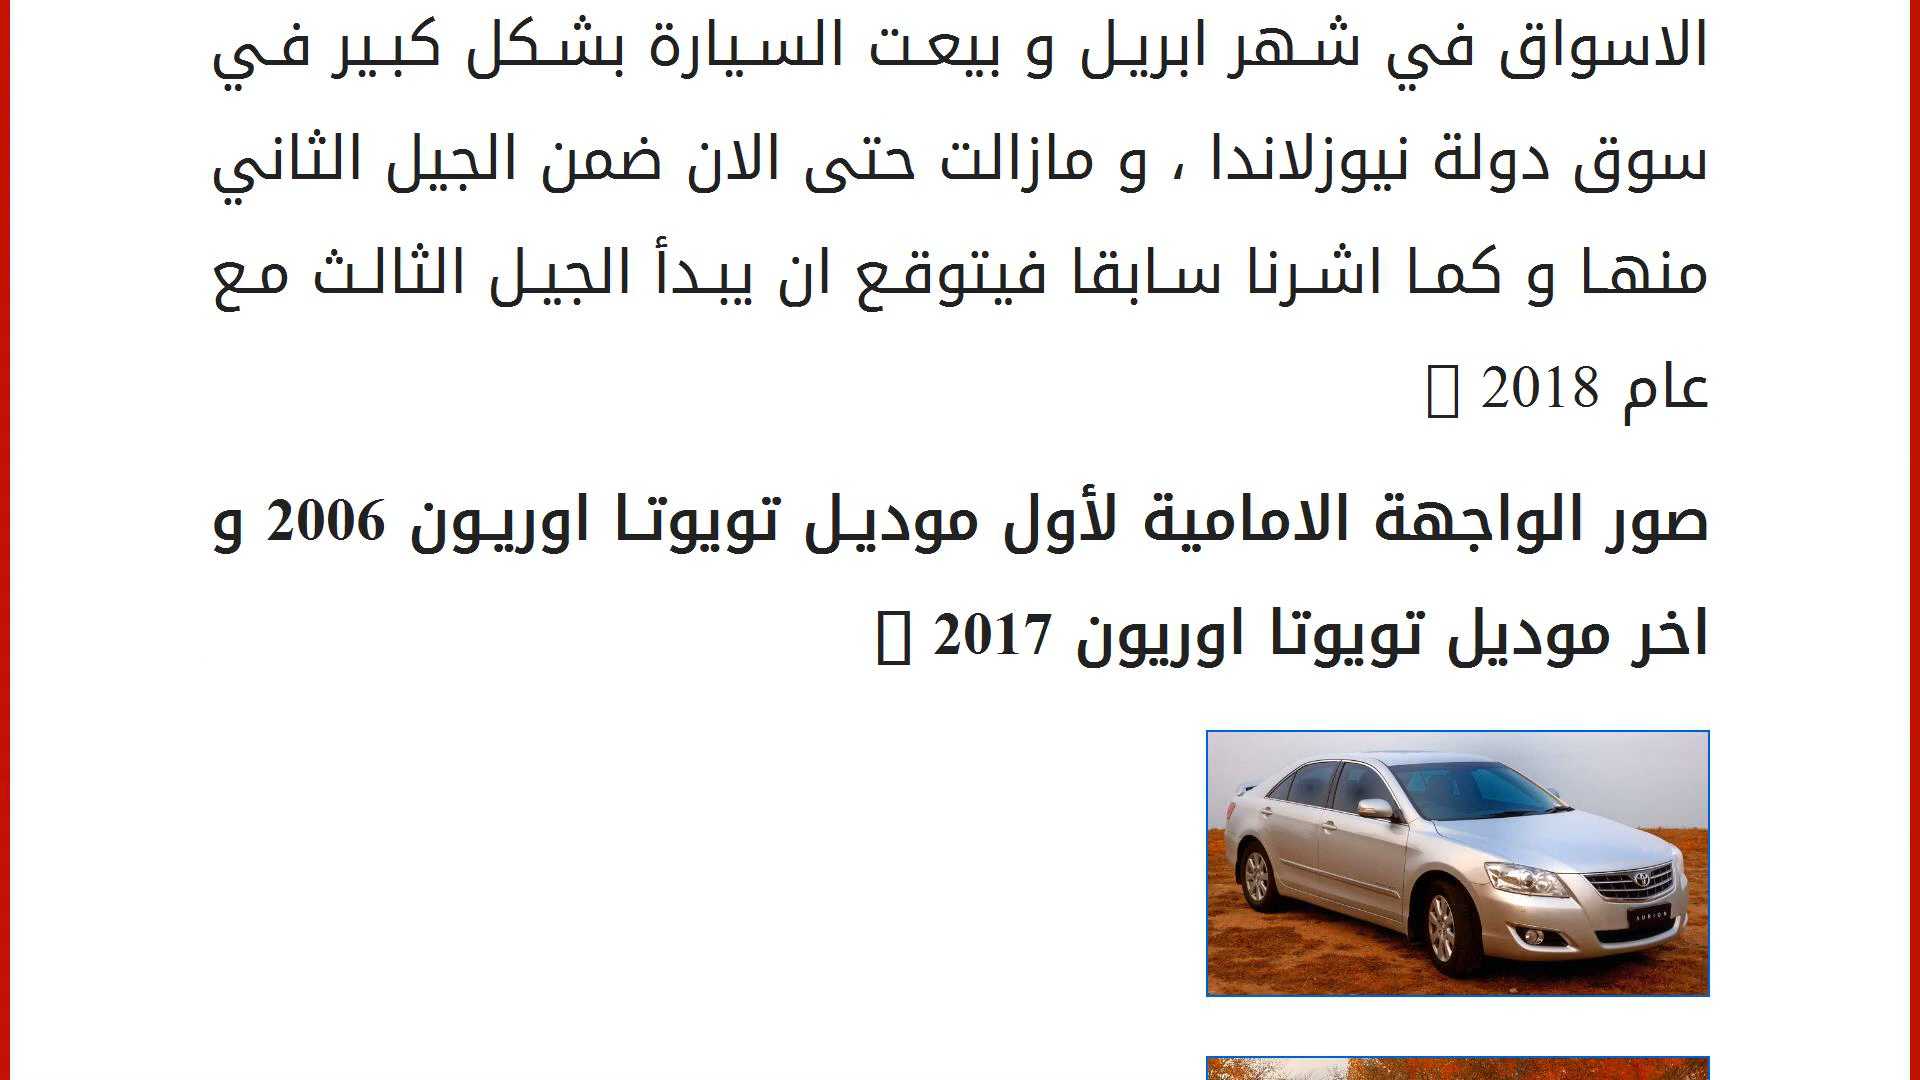 الاسواق في شهر ابريل و بيعت السيارة بشكل كبير في
سوق دولة نيوزلاندا ، و مازالت حتى الان ضمن الجيل الثاني
منها و كما اشرنا سابقا فيتوقع ان يبدأ الجيل الثالث مع
عام 2018
صور الواجهة الامامية لأول موديل تويوتا اوريون 2006 و
اخر موديل تويوتا اوريون 2017
AURION